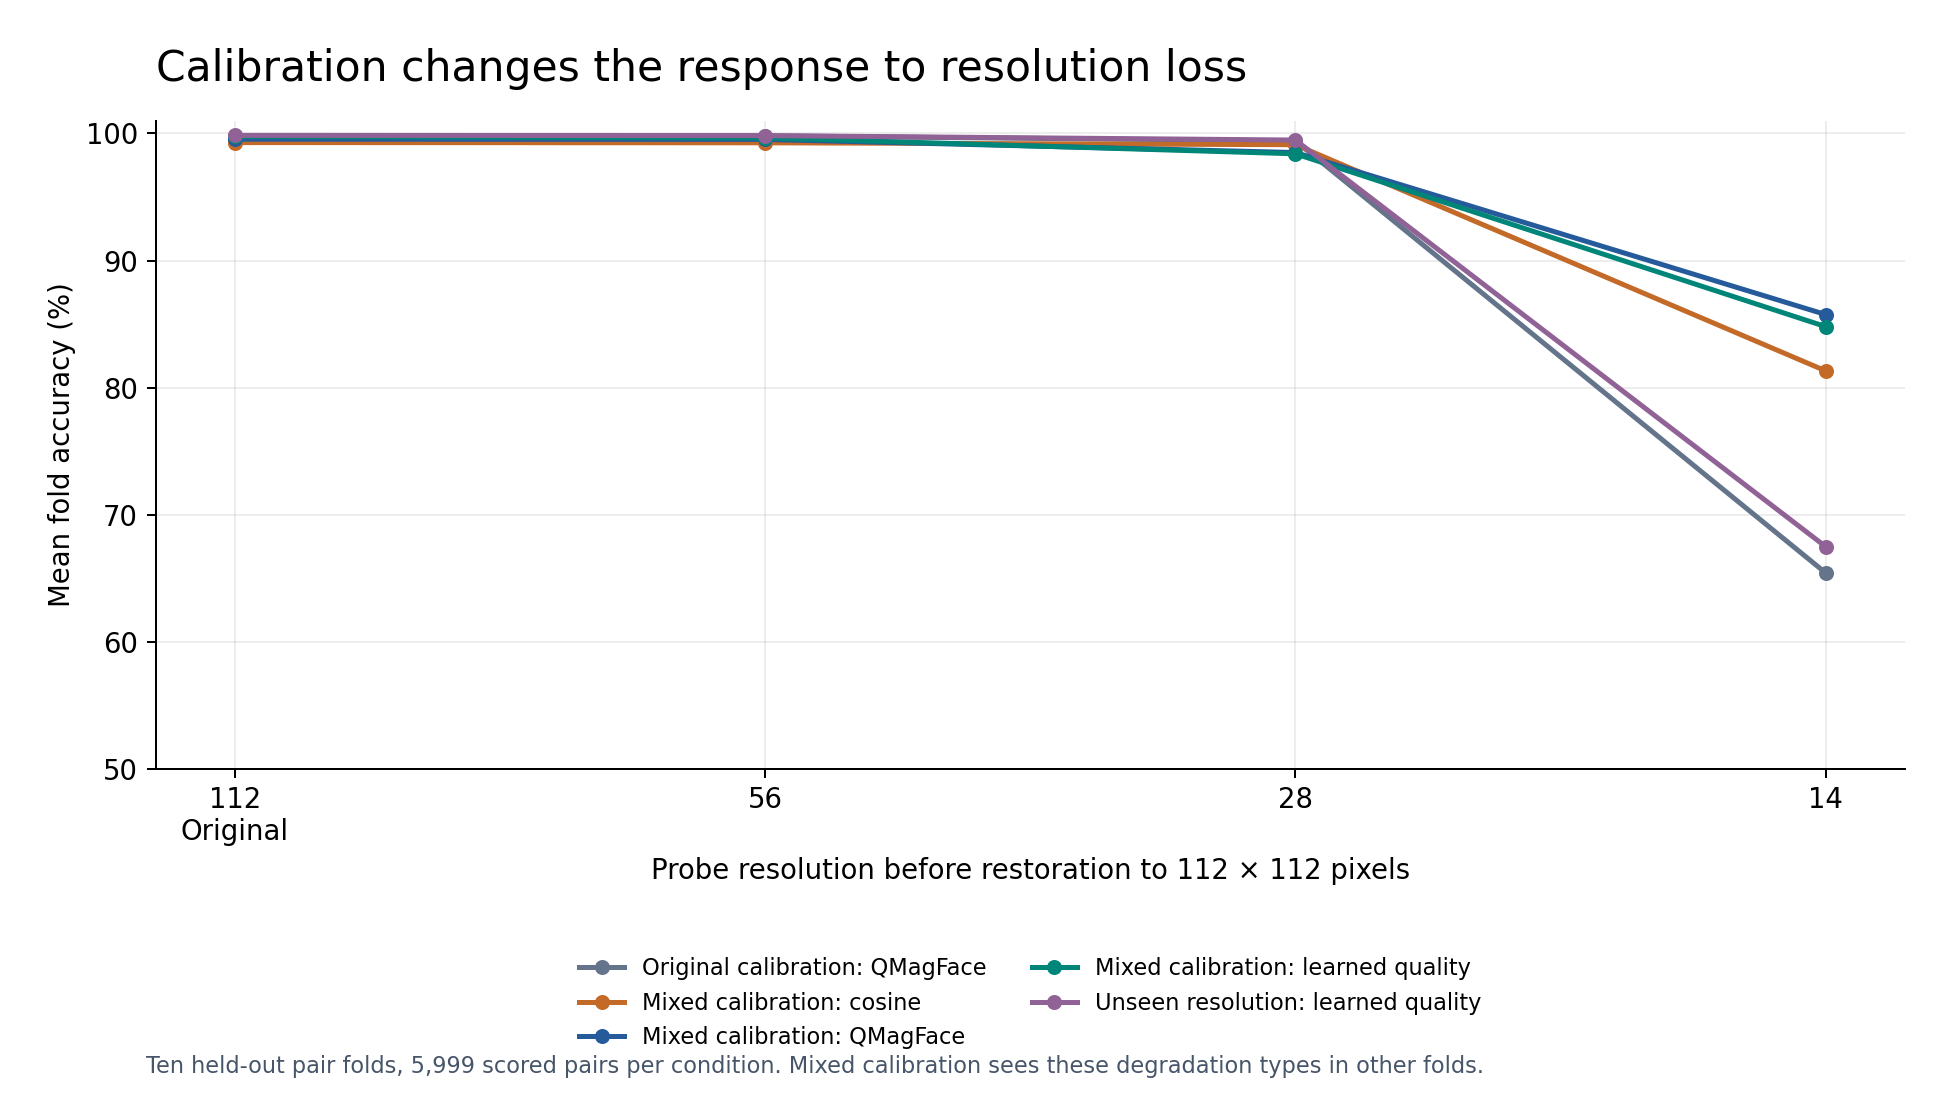 Calibration changes the response to resolution loss
100
90
80
70
60
50
Mean fold accuracy (%)
112
Original
56
28
14
Probe resolution before restoration to 112 × 112 pixels
Original calibration: QMagFace
Mixed calibration: cosine
Mixed calibration: QMagFace
Mixed calibration: learned quality
Unseen resolution: learned quality
Ten held-out pair folds, 5,999 scored pairs per condition. Mixed calibration sees these degradation types in other folds.